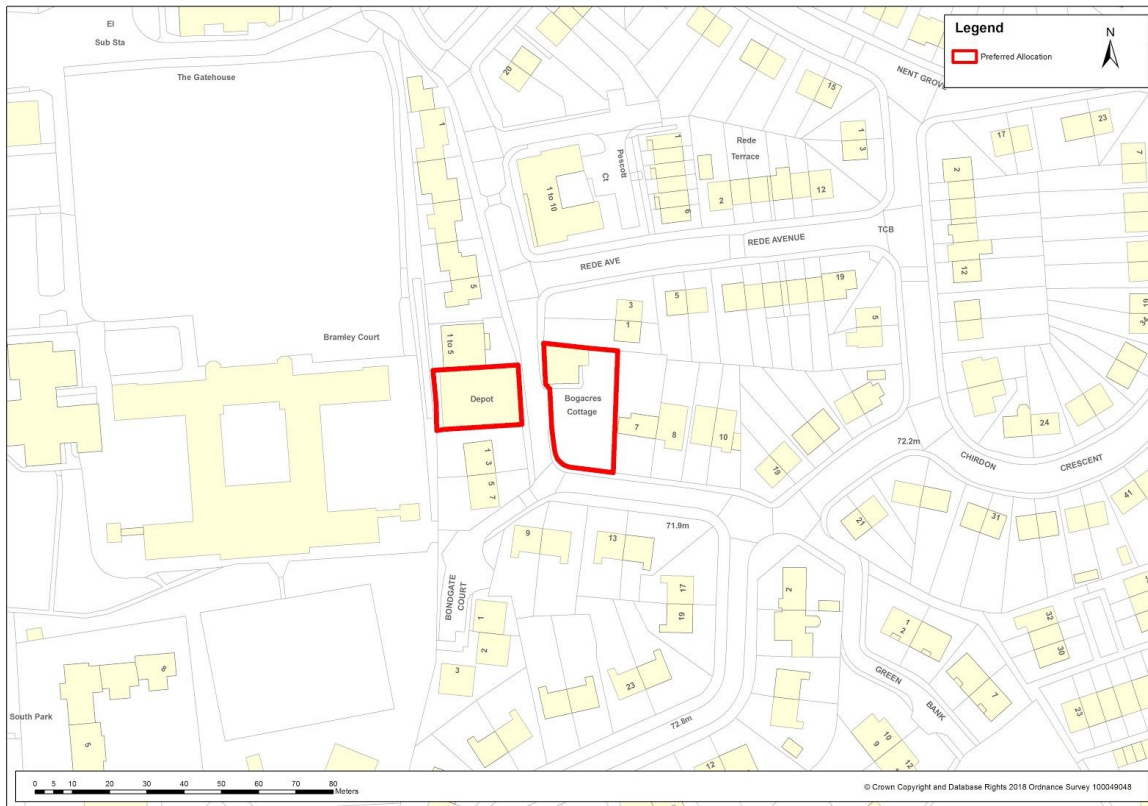 El
Sub Sta
The Gatehouse
Legend
Preferred Allocation
N
NENT GROVE
20
15
1
3
17
23
7
1
Rede
Terrace
Pescott
Ct
1
6
2
12
1 to 10
2
12
TCB
REDE AVENUE
REDE AVE
5
3
1
5
19
5
19
34
Bramley Court
1 to 5
Depot
Bogacres
Cottage
7
8
10
19
24
72.2m
CHIRDON
CRESCENT
41
1
3
5
7
21
31
9
13
71.9m
BONDGATE
COURT
1
2
3
17
19
2
1
2
32
30
GREEN
BANK
7
23
23
8
South Park
5
72.8m
12
10
9
12
0 5 10 20 30 40 50 60 70 80
Meters
© Crown Copyright and Database Rights 2018 Ordnance Survey 100049048